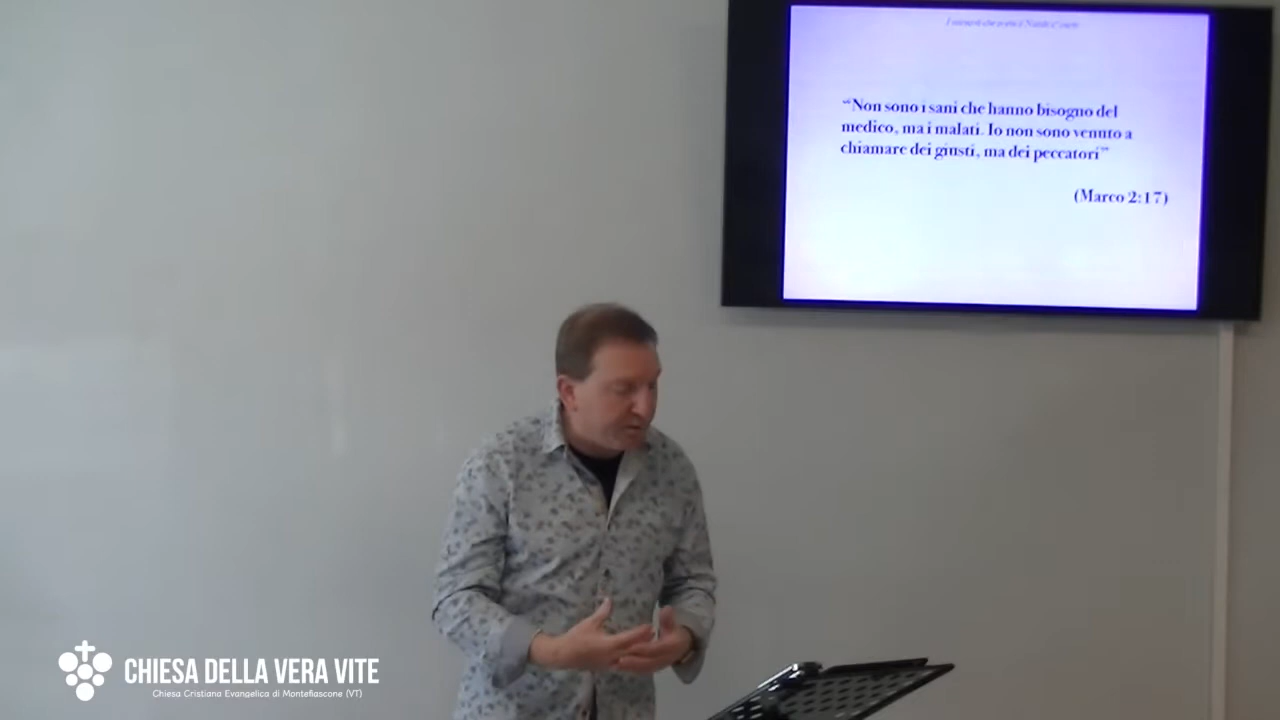 “Non sono i sani che hanno bisogno del
medico, ma i malati. Io non sono venuto a
chiamare dei giusti, ma dei peccatori”
(Marco 2:17)
CHIESA DELLA VERA VITE
Chiesa Cristiana Evangelica di Montefiascone (VT)